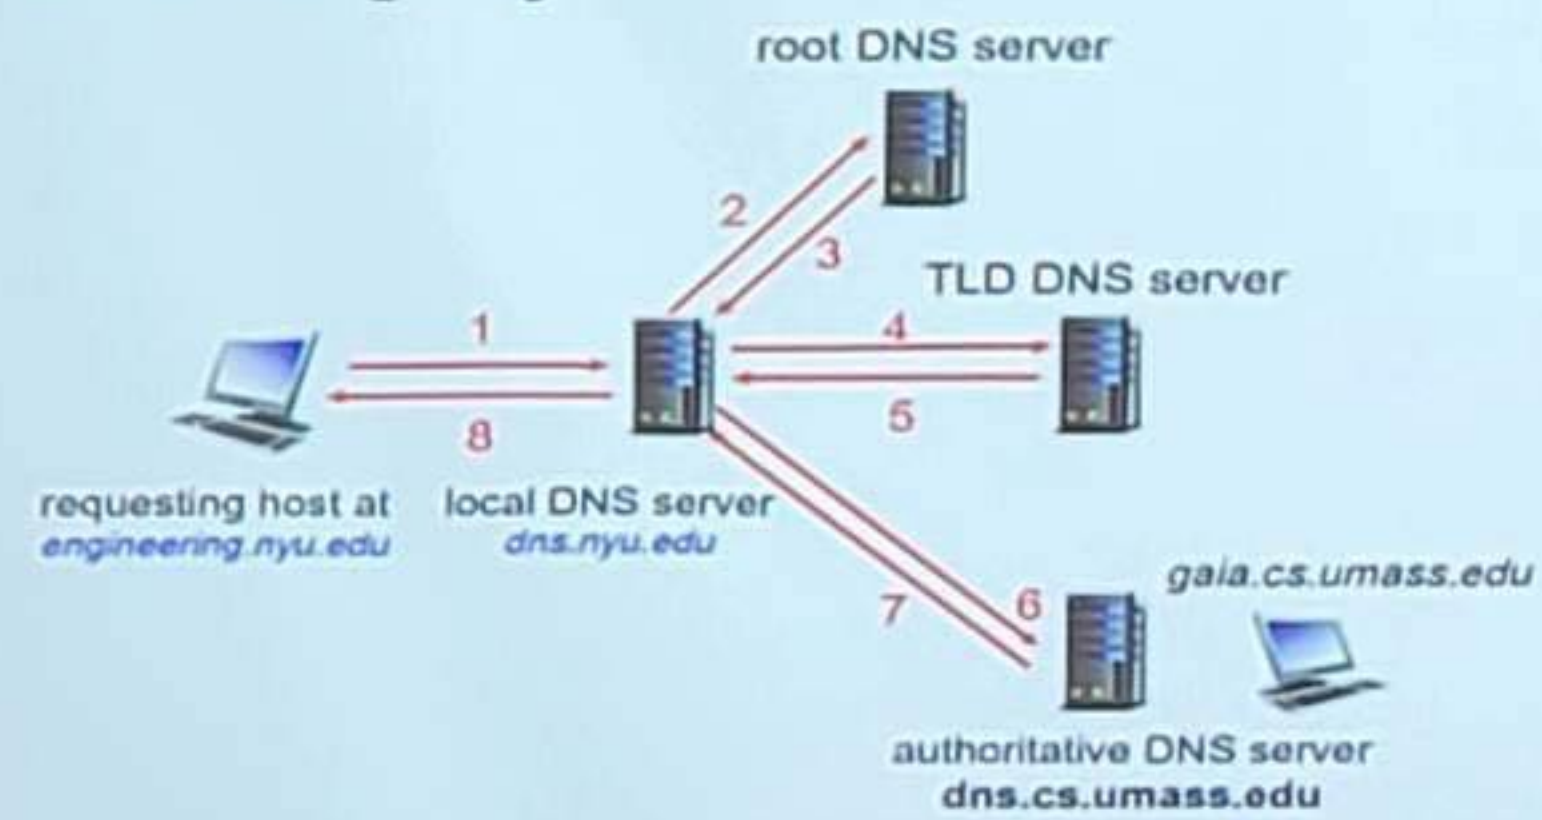 root DNS server
2
3
TLD DNS server
1
4
8
5
requesting host at
engineering.nyu.edu
local DNS server
dns.nyu.edu
gaia.cs.umass.edu
7
6
authoritative DNS server
dns.cs.umass.edu